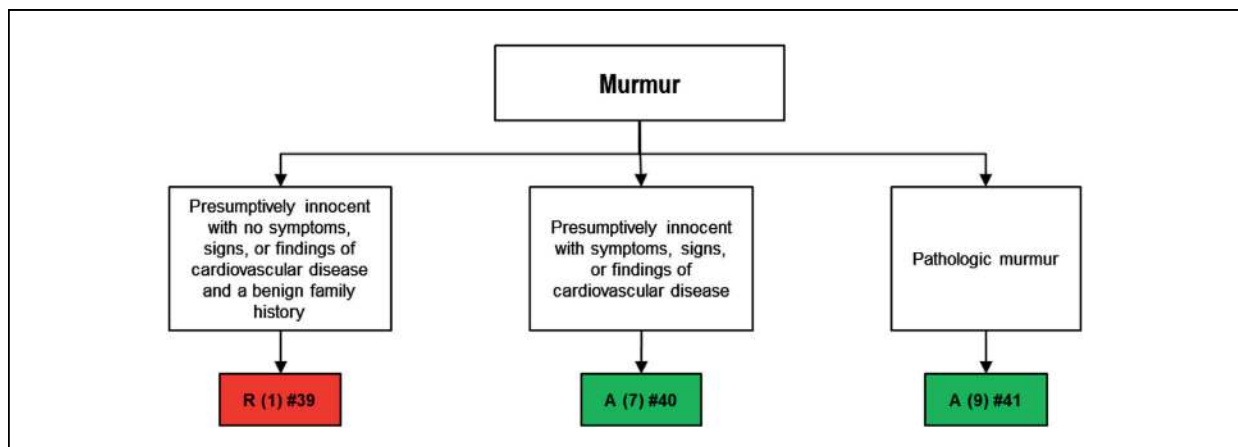 Murmur
Presumptively innocent
with no symptoms,
signs, or findings of
cardiovascular disease
and a benign family
history
Presumptively innocent
with symptoms, signs,
or findings of
cardiovascular disease
Pathologic murmur
R (1) #39
A (7) #40
A (9) #41